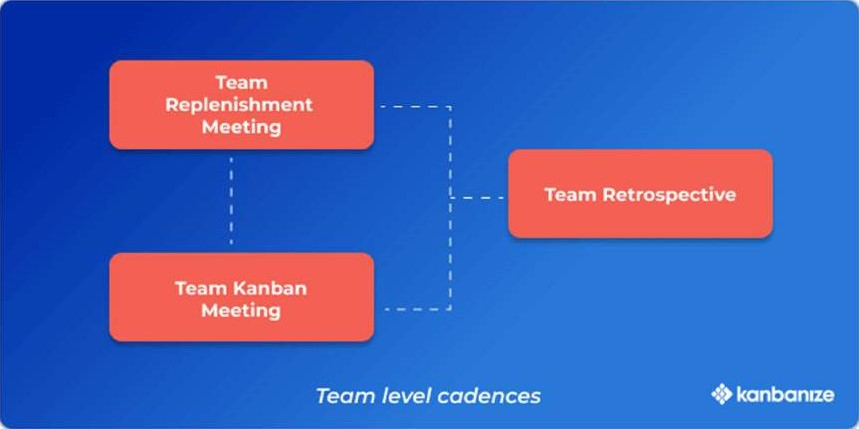 Team
Replenishment
Meeting
Team Retrospective
Team Kanban
Meeting
Team level cadences
kanbanize